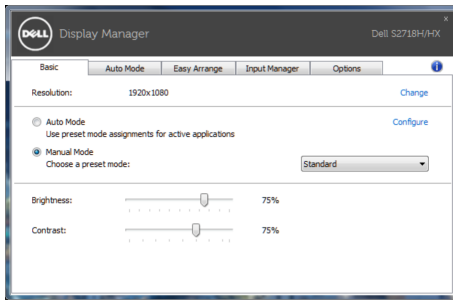 DELL Display Manager
Dell S2718H/HX
Basic Auto Mode Easy Arrange Input Manager Options
Resolution: 1920x1080 Change
Auto Mode Configure
Use preset mode assignments for active applications
Manual Mode
Choose a preset mode: Standard
Brightness: 75%
Contrast: 75%